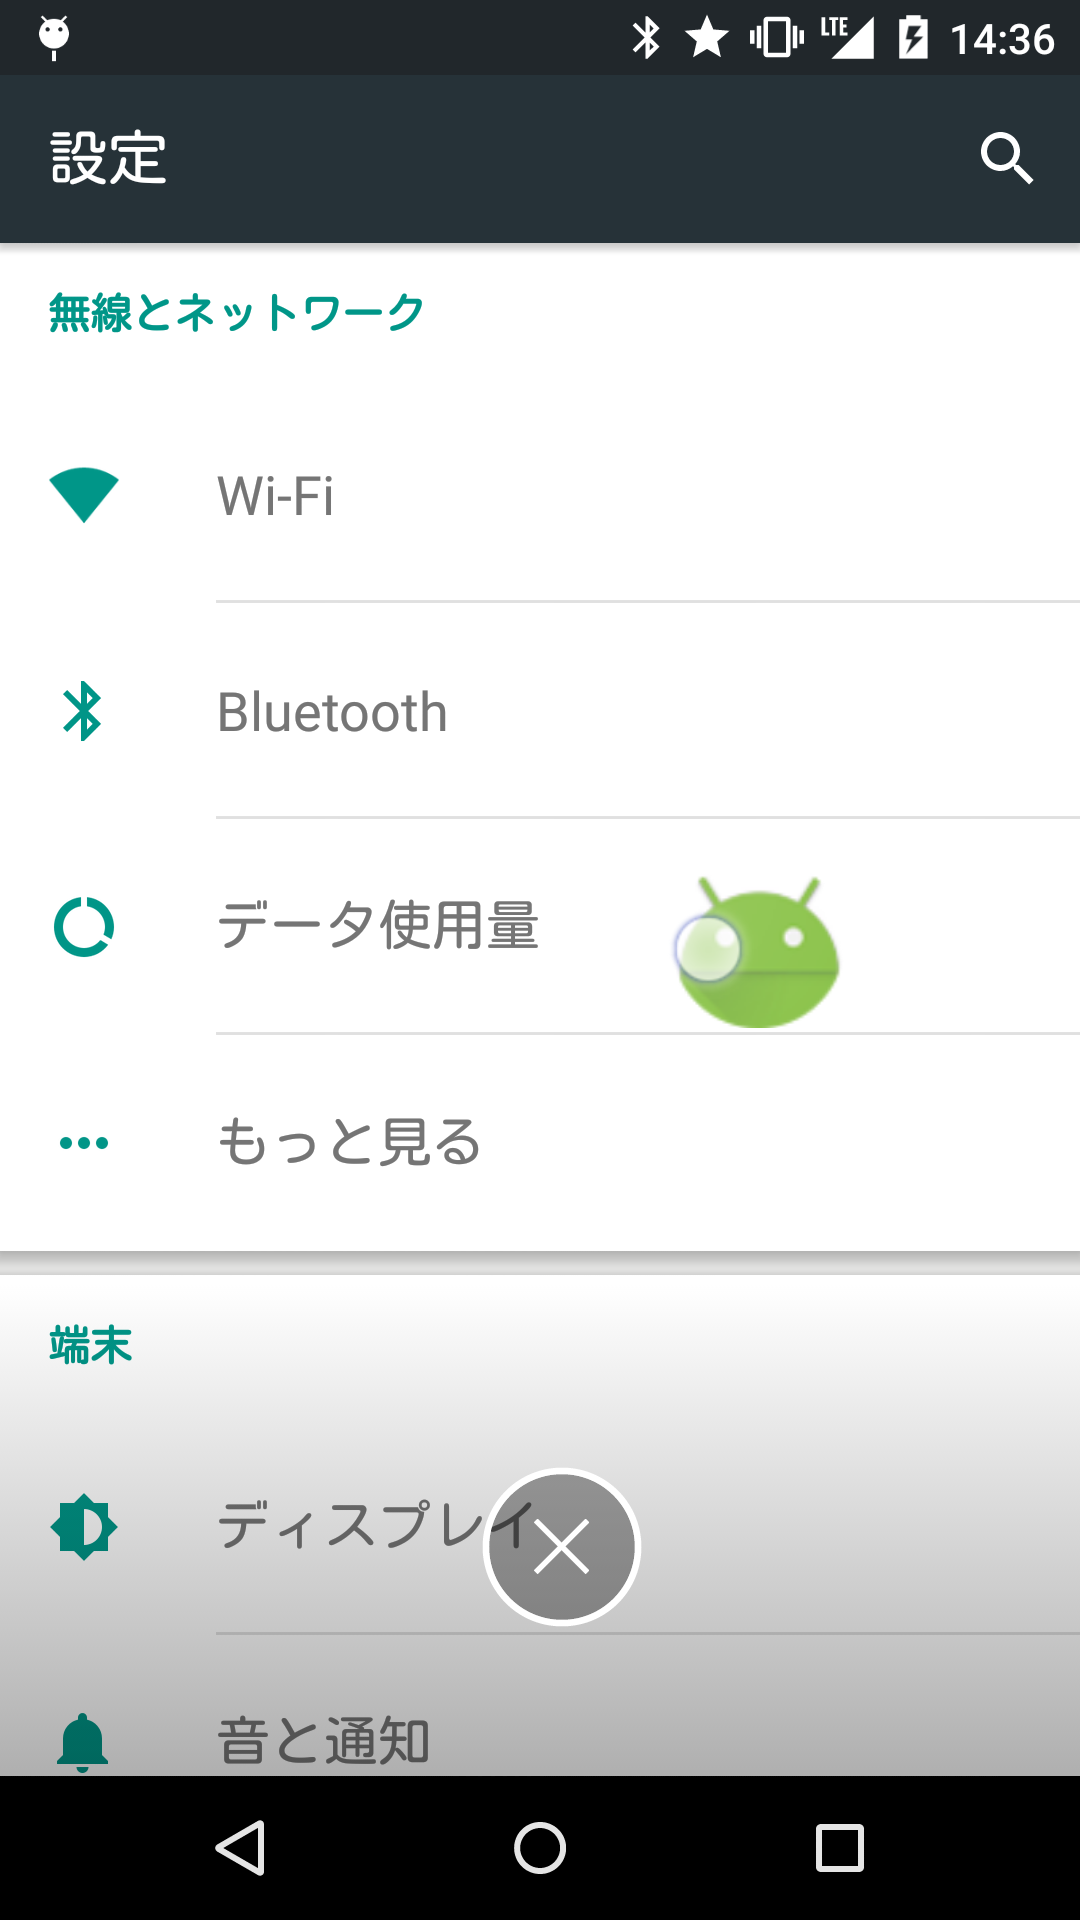 LTE 14:36
設定
無線とネットワーク
Wi-Fi
Bluetooth
データ使用量
もっと見る
端末
ディスプレイ
音と通知